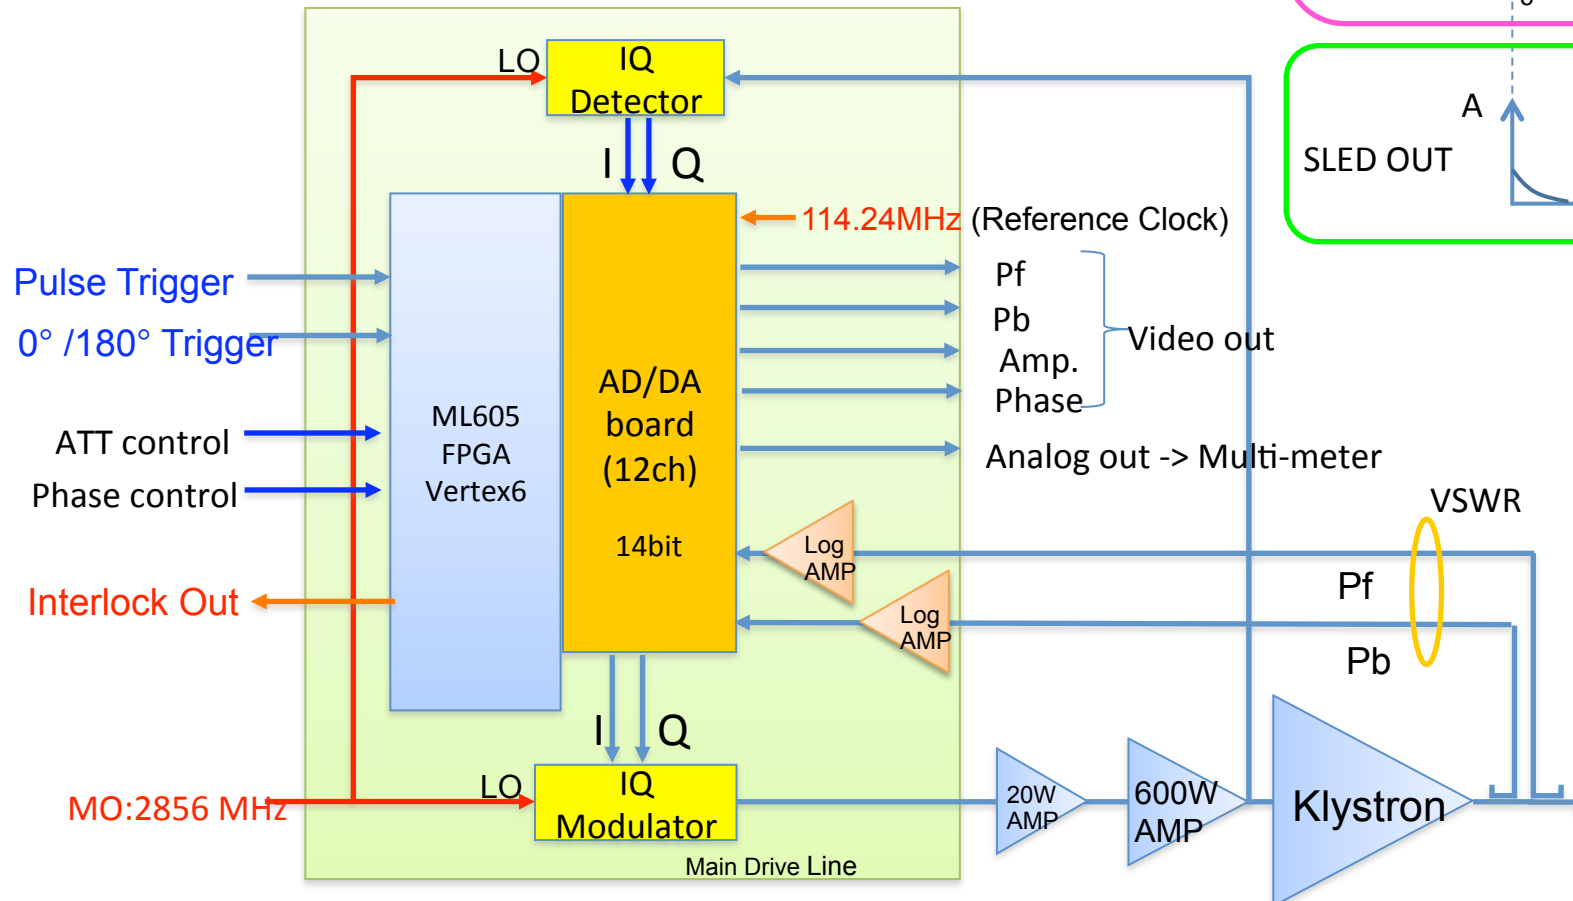 LO
IQ
Detector
A
SLED OUT
I
Q
114.24MHz (Reference Clock)
Pulse Trigger
0° /180° Trigger
Pf
Pb
Amp.
Phase
Video out
ML605
FPGA
Vertex6
AD/DA
board
(12ch)
14bit
ATT control
Phase control
Analog out -> Multi-meter
VSWR
Log
AMP
Pf
Interlock Out
Log
AMP
Pb
I
Q
LO
IQ
Modulator
MO:2856 MHz
20W
AMP
600W
AMP
Klystron
Main Drive Line